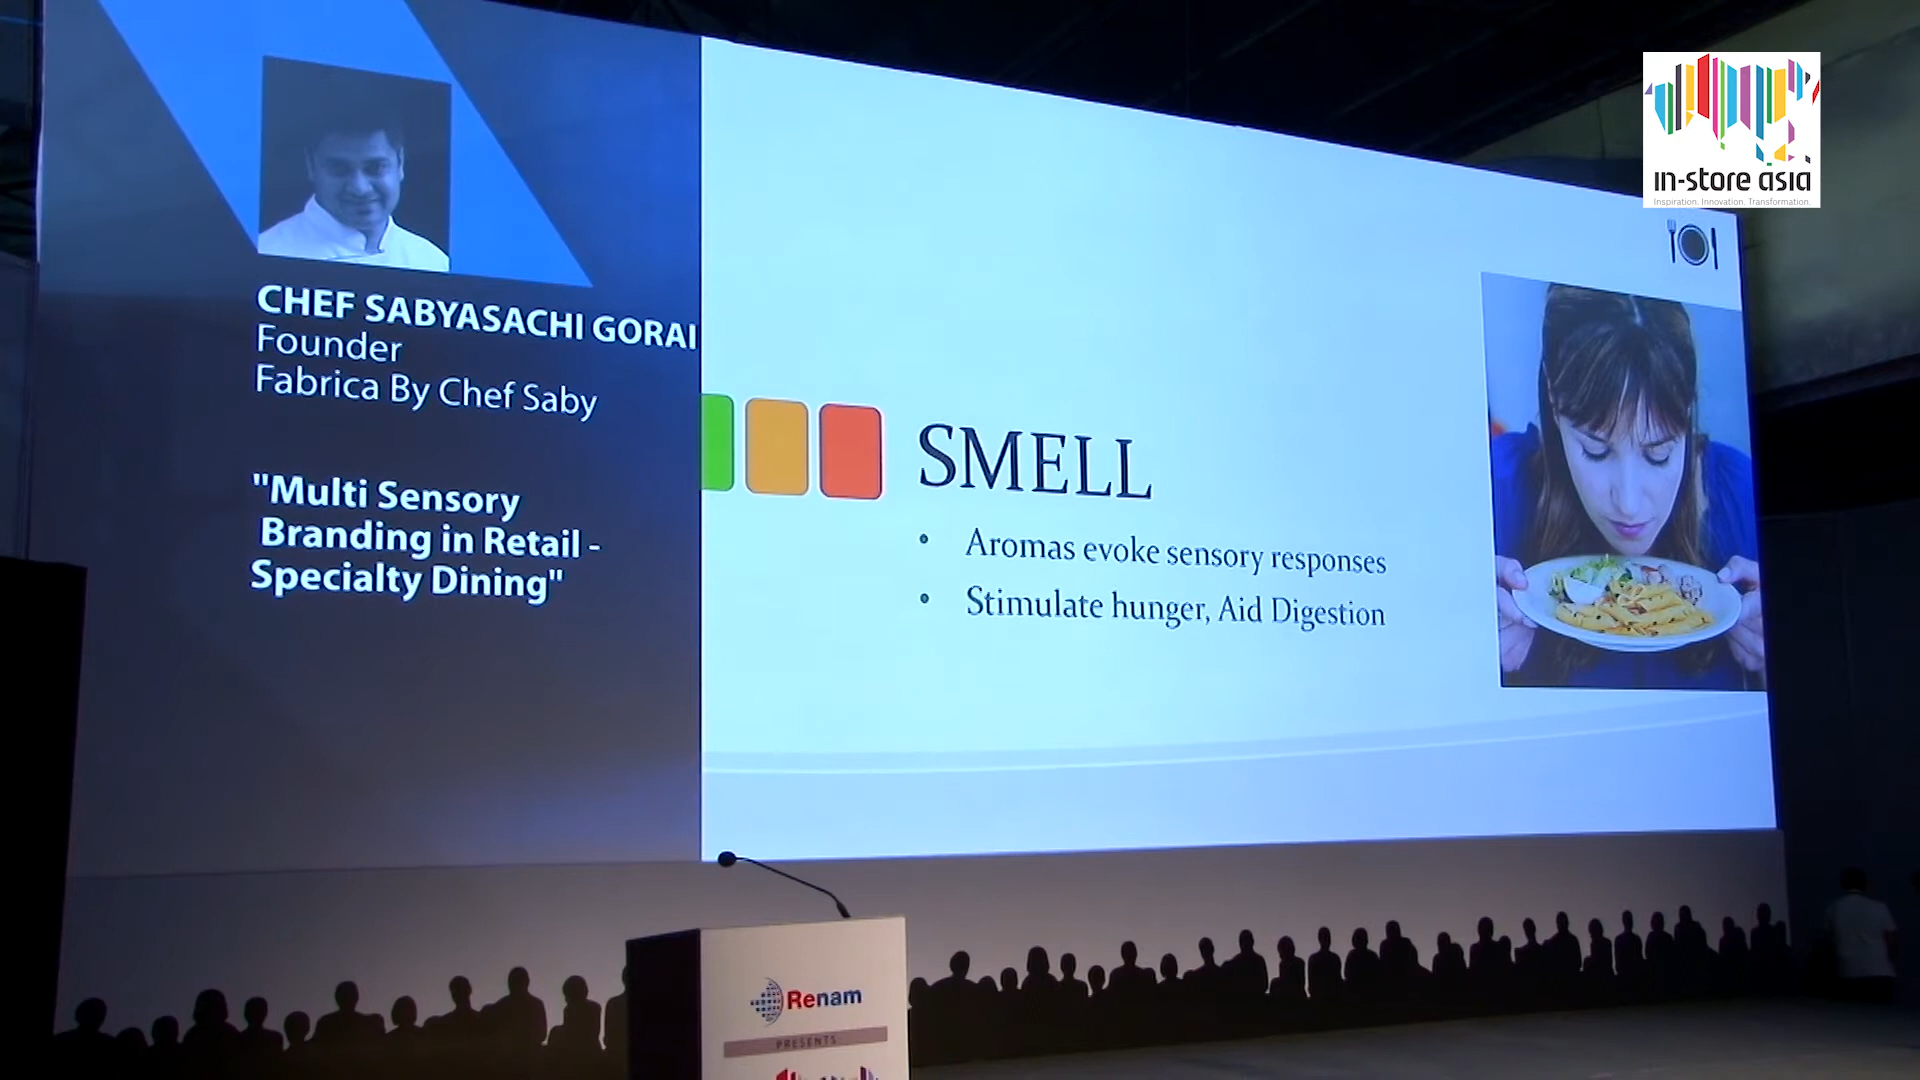 in-store asia
Inspiration. Innovation. Transformation.
CHEF SABYASACHI GORAI
Founder
Fabrica By Chef Saby
"Multi Sensory
Branding in Retail -
Specialty Dining"
SMELL
• Aromas evoke sensory responses
• Stimulate hunger, Aid Digestion
Renam
PRESENTS